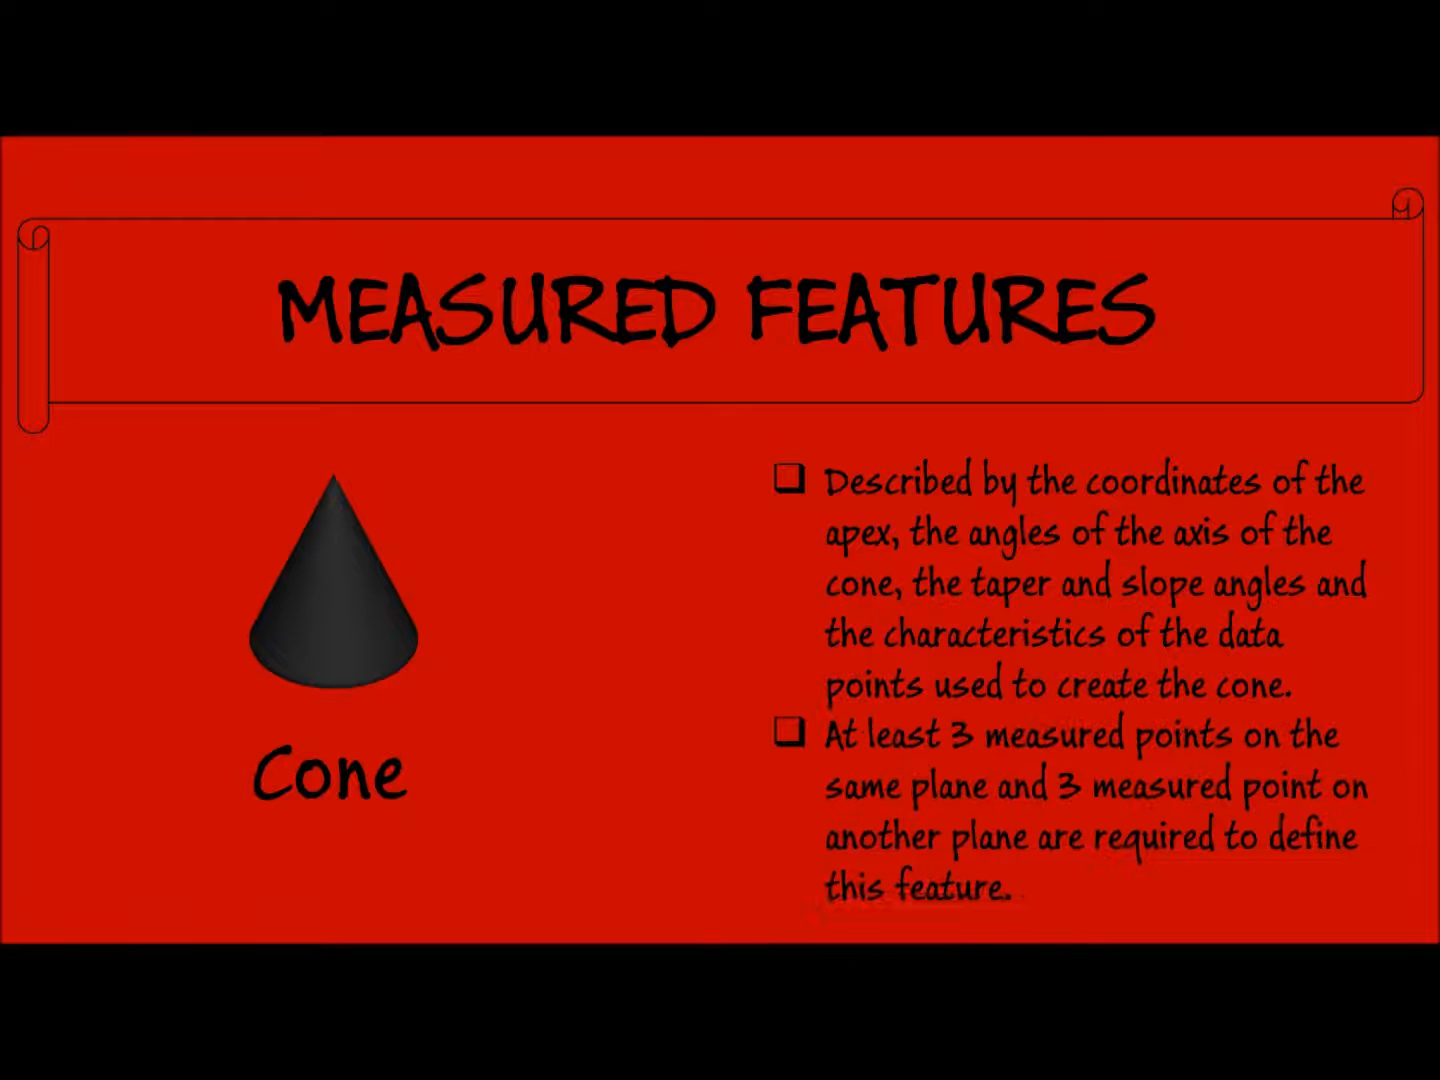 MEASURED FEATURES
Cone
Described by the coordinates of the
apex, the angles of the axis of the
cone, the taper and slope angles and
the characteristics of the data
points used to create the cone.
At least 3 measured points on the
same plane and 3 measured point on
another plane are required to define
this feature.